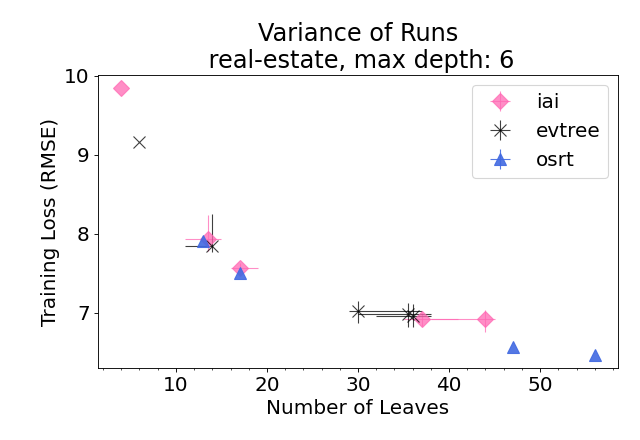 Variance of Runs
real-estate, max depth: 6
10
9
8
7
Training Loss (RMSE)
iai
evtree
osrt
10 20 30 40 50
Number of Leaves